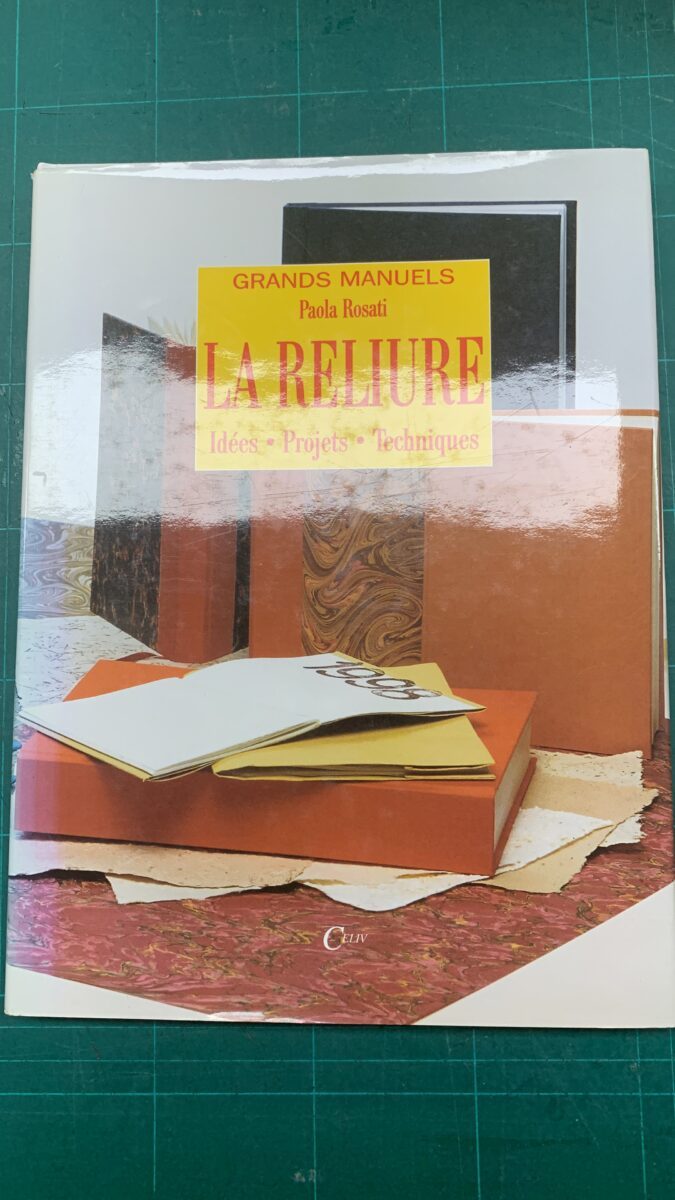 GRANDS MANUELS
Paola Rosati
LA RELIURE
Idées • Projets • Techniques
1998
CELIV